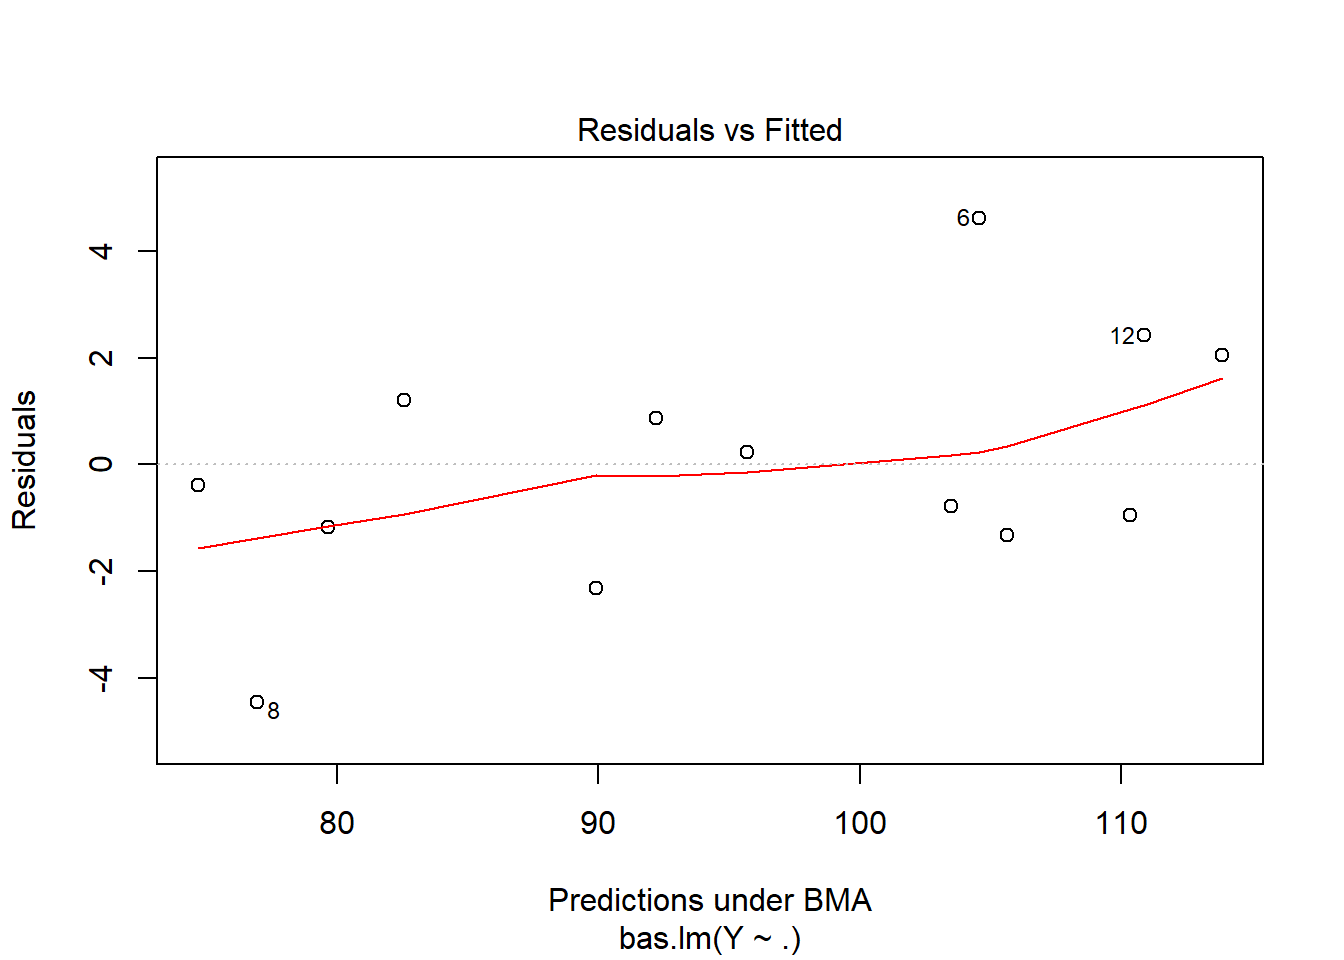 Residuals vs Fitted
Residuals
4
2
0
-2
-4
6
12
8
80 90 100 110
Predictions under BMA
bas.lm(Y ~ .)